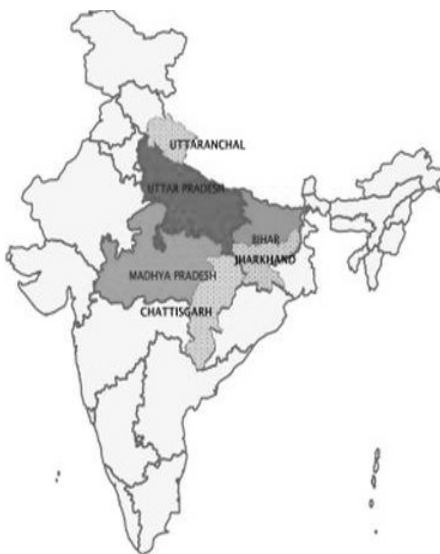 UTTARANCHAL
UTTAR PRADESH
BIHAR
JHARKHAND
MADHYA PRADESH
CHATTISGARH